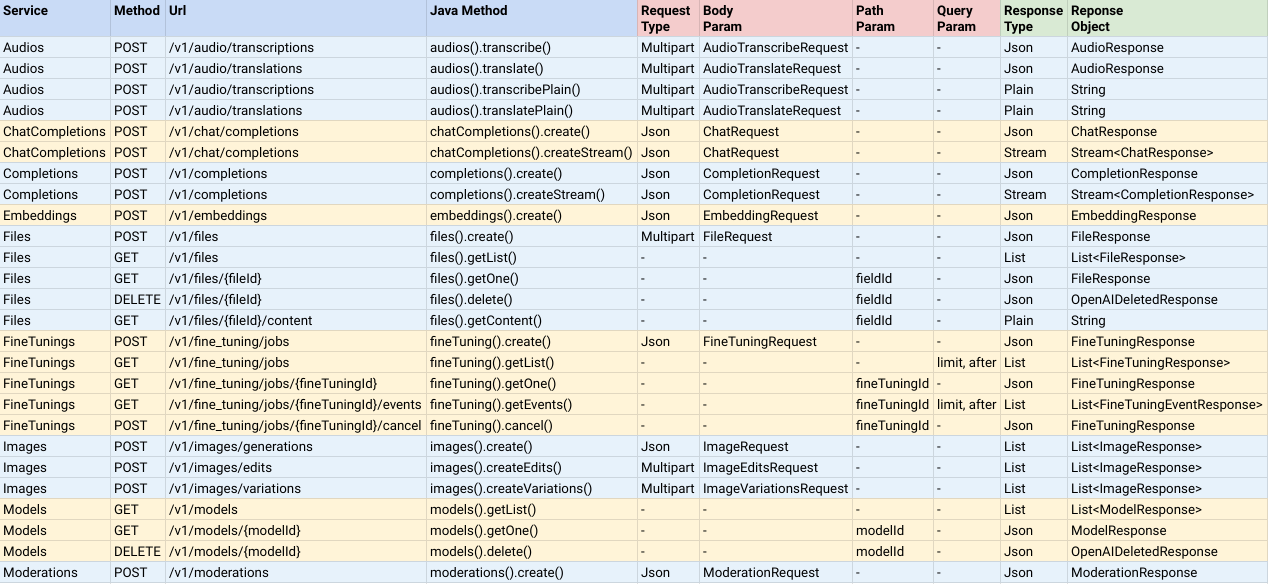 Service Method Url Java Method Request Type Body Param Path Param Query Param Response Type Reponse Object
Audios POST /v1/audio/transcriptions audios().transcribe() Multipart AudioTranscribeRequest - - Json AudioResponse
Audios POST /v1/audio/translations audios().translate() Multipart AudioTranslateRequest - - Json AudioResponse
Audios POST /v1/audio/transcriptions audios().transcribePlain() Multipart AudioTranscribeRequest - - Plain String
Audios POST /v1/audio/translations audios().translatePlain() Multipart AudioTranslateRequest - - Plain String
ChatCompletions POST /v1/chat/completions chatCompletions().create() Json ChatRequest - - Json ChatResponse
ChatCompletions POST /v1/chat/completions chatCompletions().createStream() Json ChatRequest - - Stream Stream<ChatResponse>
Completions POST /v1/completions completions().create() Json CompletionRequest - - Json CompletionResponse
Completions POST /v1/completions completions().createStream() Json CompletionRequest - - Stream Stream<CompletionResponse>
Embeddings POST /v1/embeddings embeddings().create() Json EmbeddingRequest - - Json EmbeddingResponse
Files POST /v1/files files().create() Multipart FileRequest - - Json FileResponse
Files GET /v1/files files().getList() - - - - List List<FileResponse>
Files GET /v1/files/{fileId} files().getOne() - - fieldId - Json FileResponse
Files DELETE /v1/files/{fileId} files().delete() - - fieldId - Json OpenAIDeletedResponse
Files GET /v1/files/{fileId}/content files().getContent() - - fieldId - Plain String
FineTunings POST /v1/fine_tuning/jobs fineTuning().create() Json FineTuningRequest - - Json FineTuningResponse
FineTunings GET /v1/fine_tuning/jobs fineTuning().getList() - - - limit, after List List<FineTuningResponse>
FineTunings GET /v1/fine_tuning/jobs/{fineTuningId} fineTuning().getOne() - - fineTuningId - Json FineTuningResponse
FineTunings GET /v1/fine_tuning/jobs/{fineTuningId}/events fineTuning().getEvents() - - fineTuningId limit, after List List<FineTuningEventResponse>
FineTunings POST /v1/fine_tuning/jobs/{fineTuningId}/cancel fineTuning().cancel() - - fineTuningId - Json FineTuningResponse
Images POST /v1/images/generations images().create() Json ImageRequest - - List List<ImageResponse>
Images POST /v1/images/edits images().createEdits() Multipart ImageEditsRequest - - List List<ImageResponse>
Images POST /v1/images/variations images().createVariations() Multipart ImageVariationsRequest - - List List<ImageResponse>
Models GET /v1/models models().getList() - - - - List List<ModelResponse>
Models GET /v1/models/{modelId} models().getOne() - - modelId - Json ModelResponse
Models DELETE /v1/models/{modelId} models().delete() - - modelId - Json OpenAIDeletedResponse
Moderations POST /v1/moderations moderations().create() Json ModerationRequest - - Json ModerationResponse